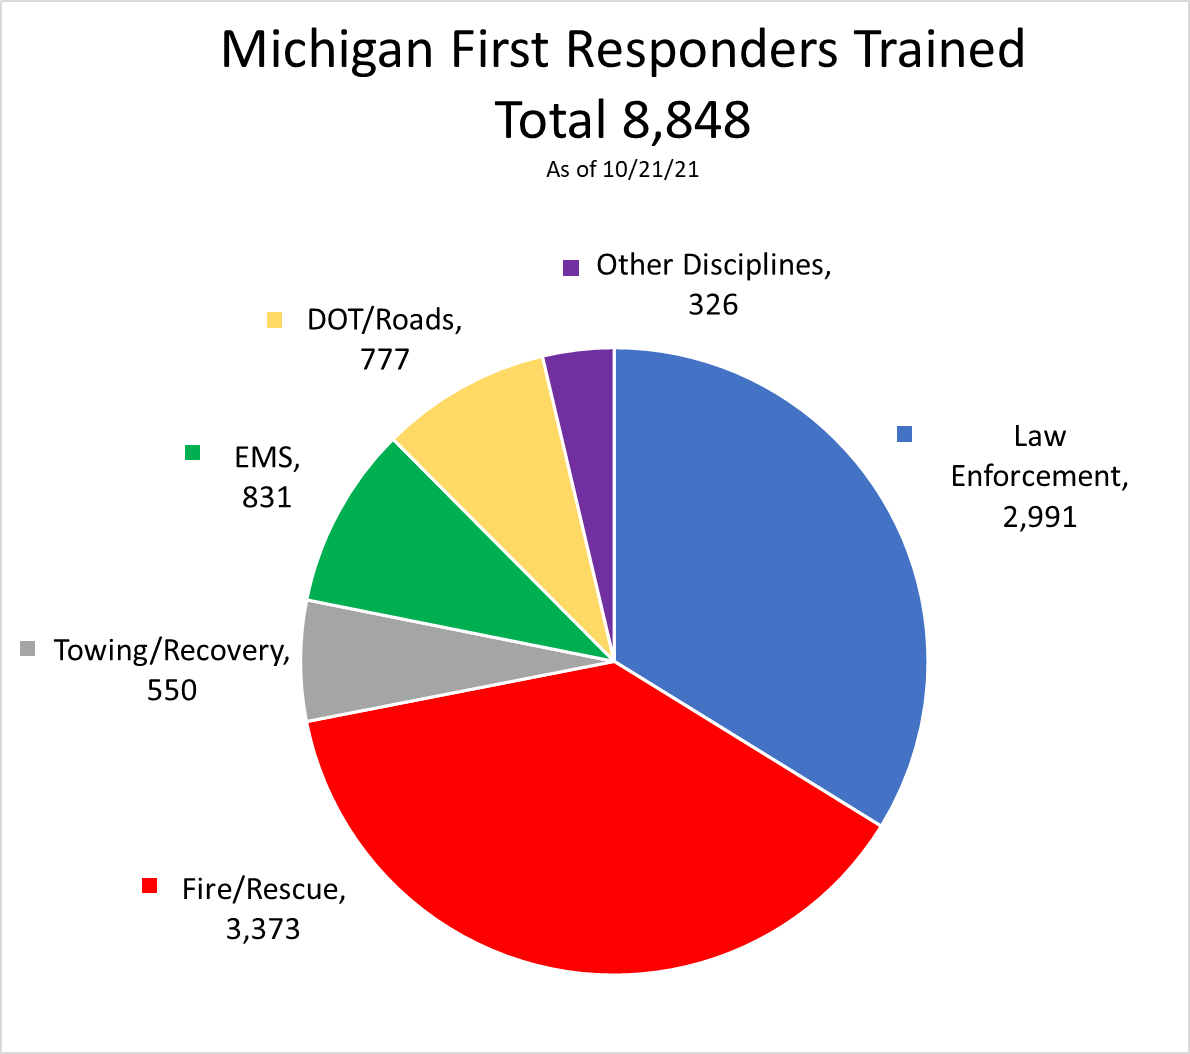 Michigan First Responders Trained
Total 8,848
As of 10/21/21
Other Disciplines,
326
DOT/Roads,
777
Law
Enforcement,
2,991
EMS,
831
Towing/Recovery,
550
Fire/Rescue,
3,373